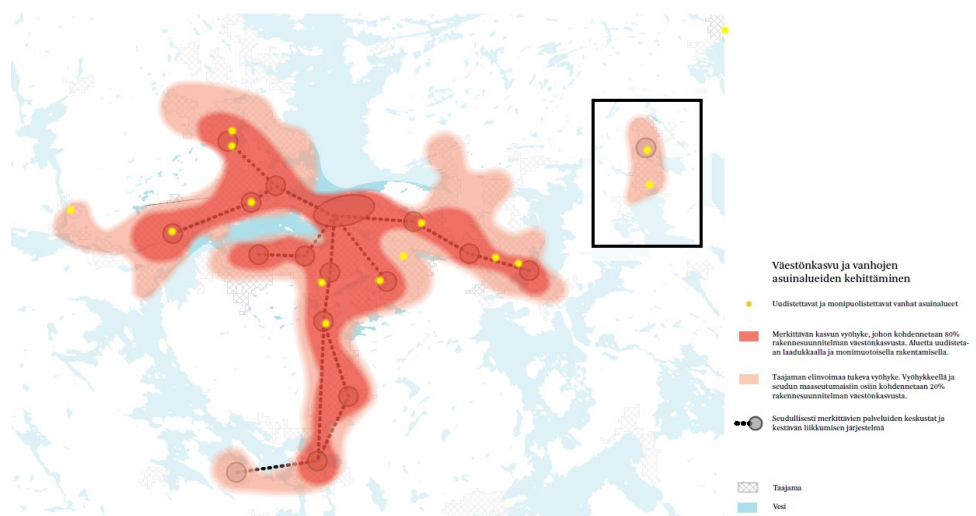 Väestönkasvu ja vanhojen
asuinalueiden kehittäminen
Uudistettavat ja monipuolistettavat vanhat asuinalueet
Merkittävän kasvun vyöhyke, johon kohdennetaan 80%
rakennesuunnitelman väestönkasvusta. Aluetta uudisteta-
an laadukkaalla ja monimuotoisella rakentamisella.
Taajaman elinvoimaa tukeva vyöhyke. Vyöhykkeellä ja
seudun maaseutumaisiin osiin kohdennetaan 20%
rakennesuunnitelman väestönkasvusta.
Seudullisesti merkittävien palveluiden keskustat ja
kestävän liikkumisen järjestelmä
Taajama
Vesi